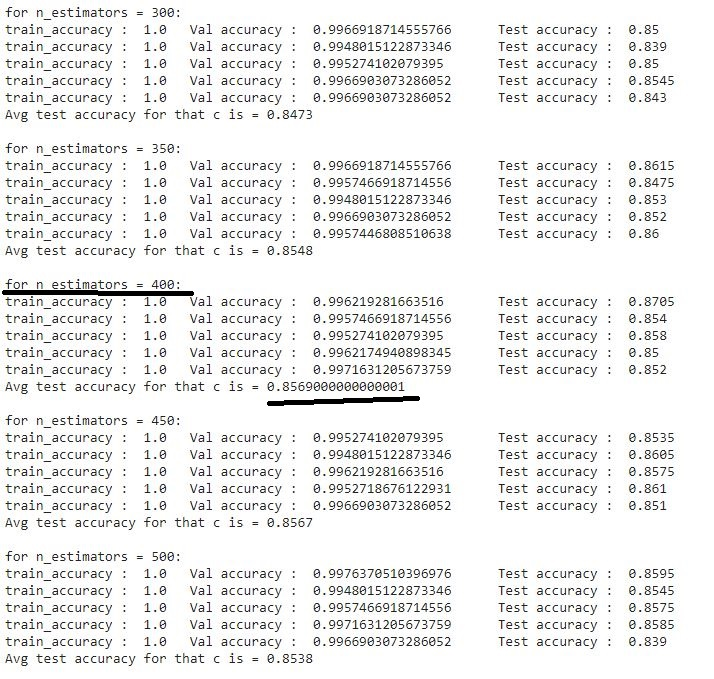 for n_estimators = 300:
train_accuracy :  1.0   Val accuracy :  0.9966918714555766      Test accuracy :  0.85
train_accuracy :  1.0   Val accuracy :  0.9948015122873346      Test accuracy :  0.839
train_accuracy :  1.0   Val accuracy :  0.995274102079395      Test accuracy :  0.85
train_accuracy :  1.0   Val accuracy :  0.9966903073286052      Test accuracy :  0.8545
train_accuracy :  1.0   Val accuracy :  0.9966903073286052      Test accuracy :  0.843
Avg test accuracy for that c is = 0.8473
for n_estimators = 350:
train_accuracy :  1.0   Val accuracy :  0.9966918714555766      Test accuracy :  0.8615
train_accuracy :  1.0   Val accuracy :  0.9957466918714556      Test accuracy :  0.8475
train_accuracy :  1.0   Val accuracy :  0.9948015122873346      Test accuracy :  0.853
train_accuracy :  1.0   Val accuracy :  0.9966903073286052      Test accuracy :  0.852
train_accuracy :  1.0   Val accuracy :  0.9957446808510638      Test accuracy :  0.86
Avg test accuracy for that c is = 0.8548
for n_estimators = 400:
train_accuracy :  1.0   Val accuracy :  0.996219281663516      Test accuracy :  0.8705
train_accuracy :  1.0   Val accuracy :  0.9957466918714556      Test accuracy :  0.854
train_accuracy :  1.0   Val accuracy :  0.995274102079395      Test accuracy :  0.858
train_accuracy :  1.0   Val accuracy :  0.9962174940898345      Test accuracy :  0.85
train_accuracy :  1.0   Val accuracy :  0.9971631205673759      Test accuracy :  0.852
Avg test accuracy for that c is = 0.8569000000000001
for n_estimators = 450:
train_accuracy :  1.0   Val accuracy :  0.995274102079395      Test accuracy :  0.8535
train_accuracy :  1.0   Val accuracy :  0.9948015122873346      Test accuracy :  0.8605
train_accuracy :  1.0   Val accuracy :  0.996219281663516      Test accuracy :  0.8575
train_accuracy :  1.0   Val accuracy :  0.9952718676122931      Test accuracy :  0.861
train_accuracy :  1.0   Val accuracy :  0.9966903073286052      Test accuracy :  0.851
Avg test accuracy for that c is = 0.8567
for n_estimators = 500:
train_accuracy :  1.0   Val accuracy :  0.9976370510396976      Test accuracy :  0.8595
train_accuracy :  1.0   Val accuracy :  0.9948015122873346      Test accuracy :  0.8545
train_accuracy :  1.0   Val accuracy :  0.9957466918714556      Test accuracy :  0.8575
train_accuracy :  1.0   Val accuracy :  0.9971631205673759      Test accuracy :  0.8585
train_accuracy :  1.0   Val accuracy :  0.9966903073286052      Test accuracy :  0.839
Avg test accuracy for that c is = 0.8538